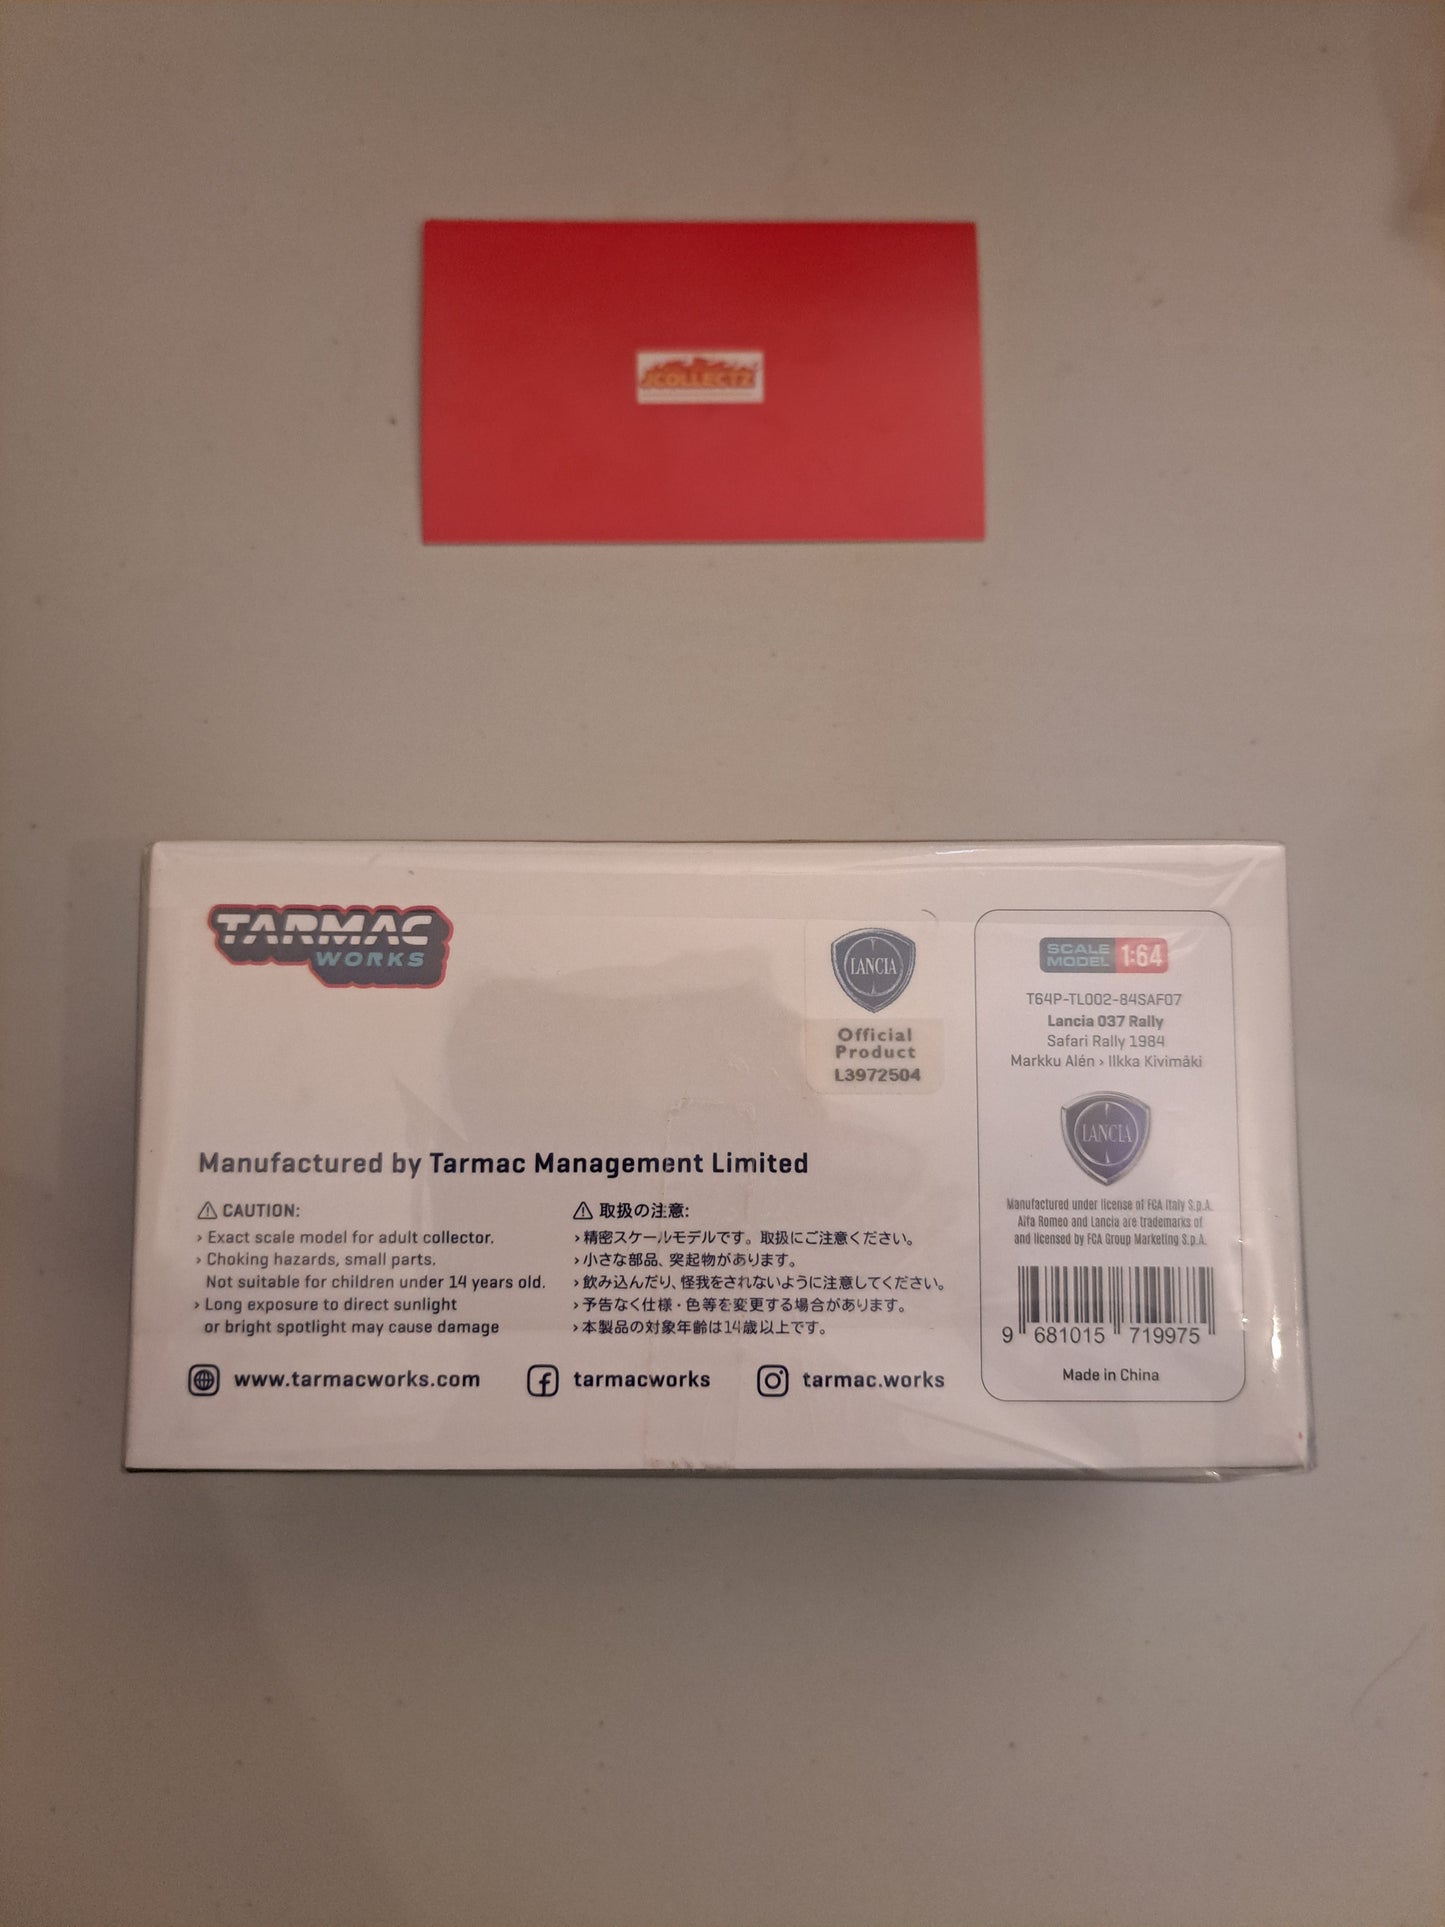 JCOLLECTZ
TARMAC
WORKS
LANCIA
Official
Product
L3972504
SCALE
MODEL 1:64
T64P-TL002-84SAF07
Lancia 037 Rally
Safari Rally 1984
Markku Alén > Ilkka Kivimäki
LANCIA
Manufactured under license of FCA Italy S.p.A.
Alfa Romeo and Lancia are trademarks of
and licensed by FCA Group Marketing S.p.A.
9 681015 719975
Made in China
Manufactured by Tarmac Management Limited
⚠ CAUTION:
> Exact scale model for adult collector.
> Choking hazards, small parts.
Not suitable for children under 14 years old.
> Long exposure to direct sunlight
or bright spotlight may cause damage
⚠ 取扱の注意:
> 精密スケールモデルです。取扱にご注意ください。
> 小さな部品、突起物があります。
> 飲み込んだり、怪我をされないように注意してください。
> 予告なく仕様・色等を変更する場合があります。
> 本製品の対象年齢は14歳以上です。
www.tarmacworks.com
tarmacworks
tarmac.works